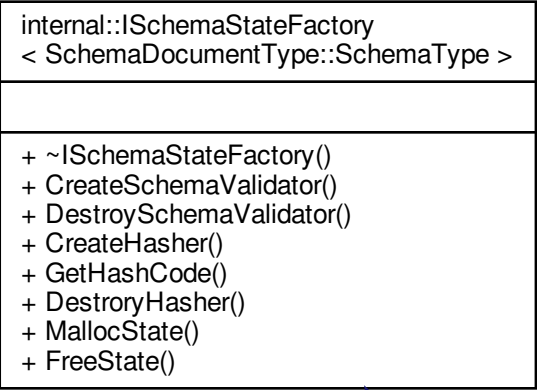 internal::ISchemaStateFactory
< SchemaDocumentType::SchemaType >
+ ~ISchemaStateFactory()
+ CreateSchemaValidator()
+ DestroySchemaValidator()
+ CreateHasher()
+ GetHashCode()
+ DestroryHasher()
+ MallocState()
+ FreeState()